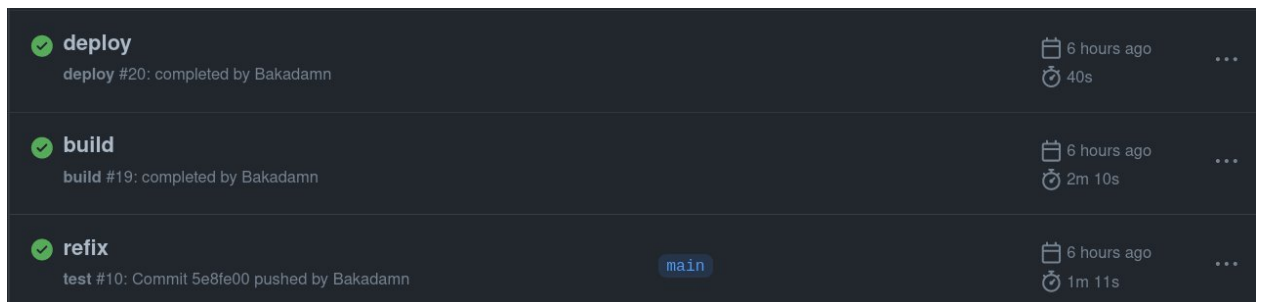 deploy
deploy #20: completed by Bakadamn
6 hours ago
40s
build
build #19: completed by Bakadamn
6 hours ago
2m 10s
refix
test #10: Commit 5e8fe00 pushed by Bakadamn
main
6 hours ago
1m 11s